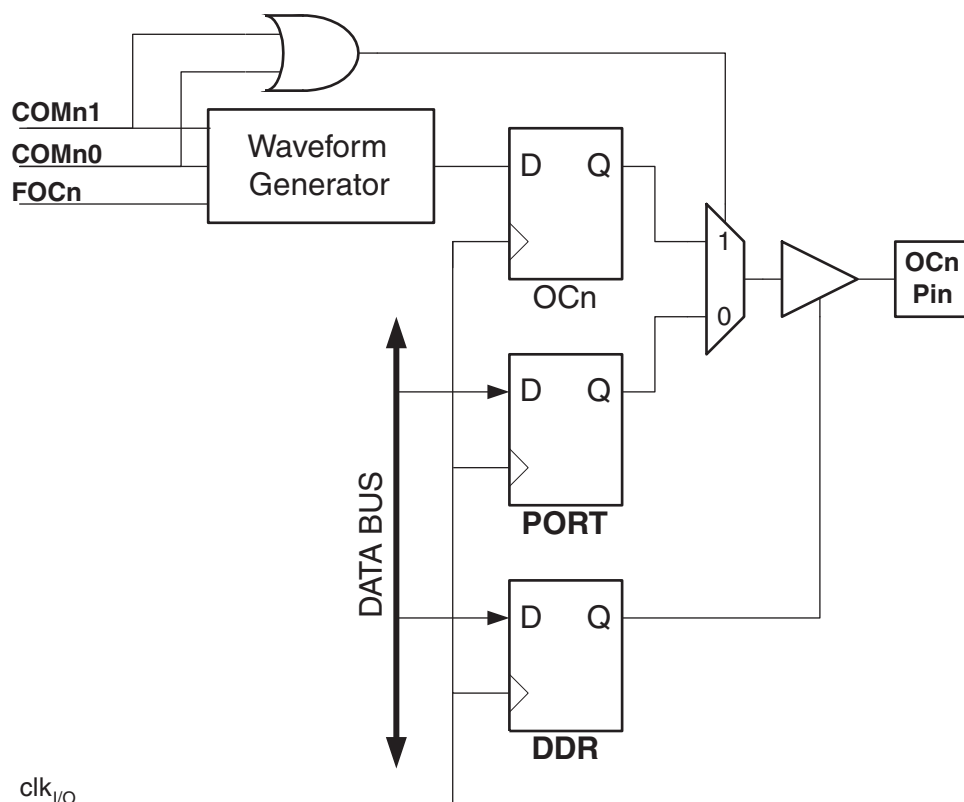 COMn1
COMn0
FOCn
Waveform
Generator
D Q
OCn
1
0
OCn
Pin
D Q
PORT
DATA BUS
D Q
DDR
clkI/O